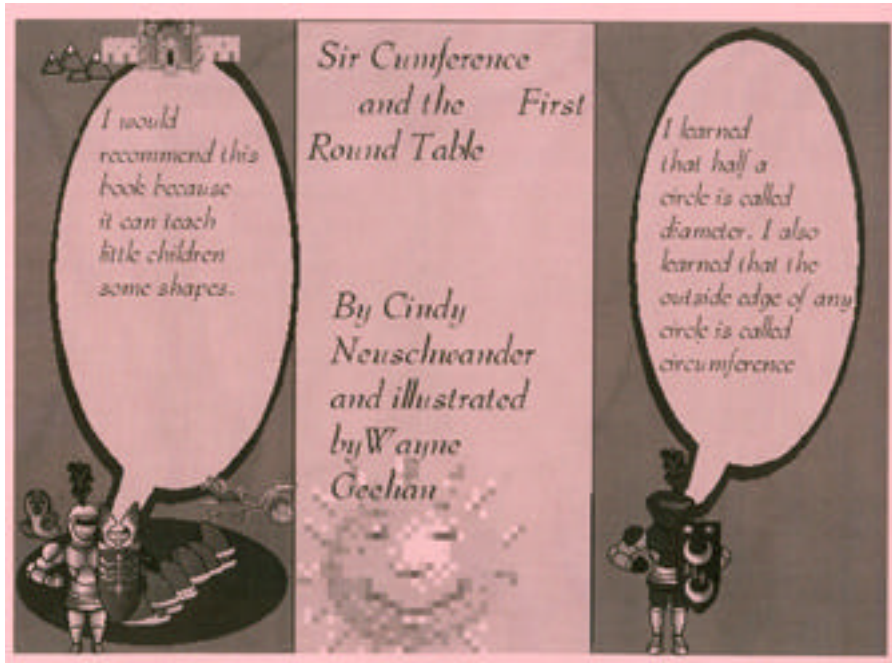 I would
recommend this
book because
it can teach
little children
some shapes.
Sir Cumference
and the First
Round Table
By Cindy
Neuschwander
and illustrated
byWayne
Geehan
I learned
that half a
circle is called
diameter. I also
learned that the
outside edge of any
circle is called
circumference